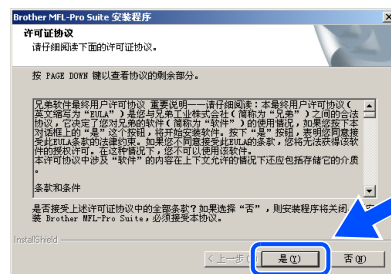 Brother MFL-Pro Suite 安装程序
许可证协议
请仔细阅读下面的许可证协议。
按 PAGE DOWN 键以查看协议的剩余部分。
兄弟软件最终用户许可协议 重要说明——请仔细阅读：本最终用户许可协议(
英文缩写为“EULA”)是您与兄弟工业株式会社(简称为“兄弟”)之间的合法
协议，它决定了您对兄弟的软件(简称为“软件”)的使用情况，如果您按下本
对话框上的“是”这个按钮，将开始安装软件。按下“是”按钮，表明您同意接
受此EULA条款的法律约束。如果您不同意接受此EULA的条款，您将无法获得该软
件的授权许可。在这种情况下，您不可以使用该软件。
本许可协议中涉及“软件”的内容在上下文允许的情况下还应包括存储它的介质
。
条款和条件
是否接受上述许可证协议中的全部条款？如果选择“否”，则安装程序将关闭。
装 Brother MFL-Pro Suite，必须接受本协议。
InstallShield
< 上一步(
是(Y)
否(N)